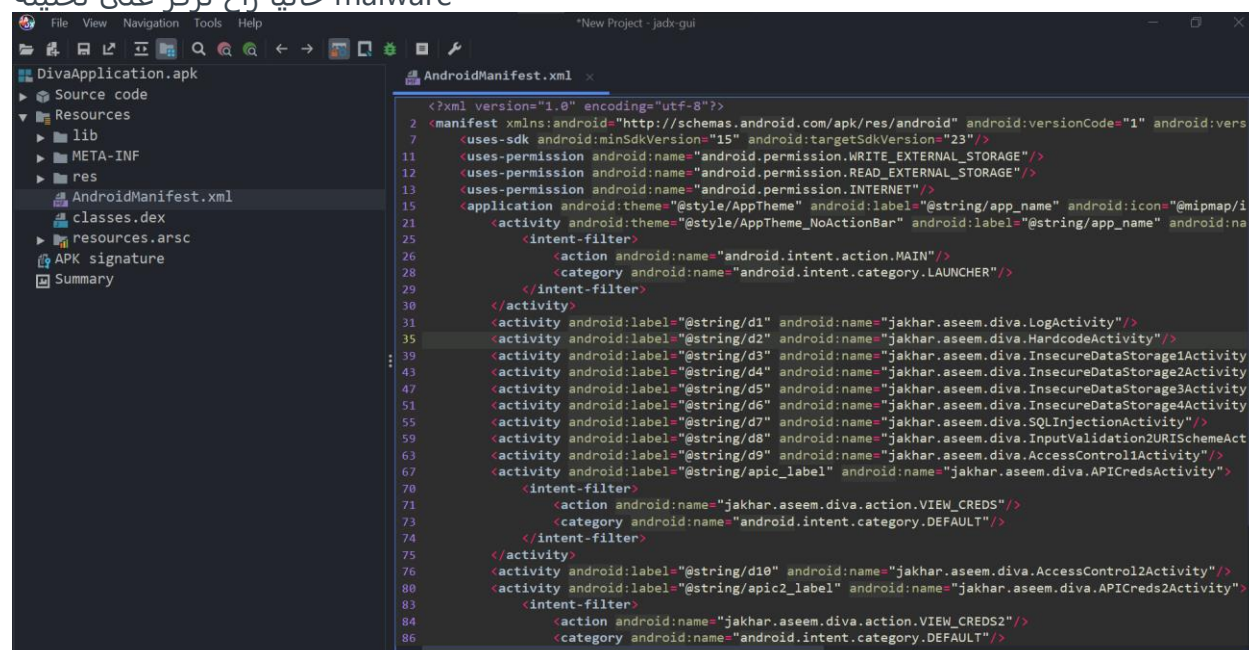 malware حاليا راح نركز على تحليله
File View Navigation Tools Help
*New Project - jadx-gui
DivaApplication.apk
Source code
Resources
lib
META-INF
res
AndroidManifest.xml
classes.dex
resources.arsc
APK signature
Summary
AndroidManifest.xml
<?xml version="1.0" encoding="utf-8"?>
2 <manifest xmlns:android="http://schemas.android.com/apk/res/android" android:versionCode="1" android:vers
7 <uses-sdk android:minSdkVersion="15" android:targetSdkVersion="23"/>
11 <uses-permission android:name="android.permission.WRITE_EXTERNAL_STORAGE"/>
12 <uses-permission android:name="android.permission.READ_EXTERNAL_STORAGE"/>
13 <uses-permission android:name="android.permission.INTERNET"/>
15 <application android:theme="@style/AppTheme" android:label="@string/app_name" android:icon="@mipmap/i
21 <activity android:theme="@style/AppTheme_NoActionBar" android:label="@string/app_name" android:na
25 <intent-filter>
26 <action android:name="android.intent.action.MAIN"/>
28 <category android:name="android.intent.category.LAUNCHER"/>
29 </intent-filter>
30 </activity>
31 <activity android:label="@string/d1" android:name="jakhar.aseem.diva.LogActivity"/>
35 <activity android:label="@string/d2" android:name="jakhar.aseem.diva.HardcodeActivity"/>
39 <activity android:label="@string/d3" android:name="jakhar.aseem.diva.InsecureDataStorage1Activity
43 <activity android:label="@string/d4" android:name="jakhar.aseem.diva.InsecureDataStorage2Activity
47 <activity android:label="@string/d5" android:name="jakhar.aseem.diva.InsecureDataStorage3Activity
51 <activity android:label="@string/d6" android:name="jakhar.aseem.diva.InsecureDataStorage4Activity
55 <activity android:label="@string/d7" android:name="jakhar.aseem.diva.SQLInjectionActivity"/>
59 <activity android:label="@string/d8" android:name="jakhar.aseem.diva.InputValidation2URISchemeAct
63 <activity android:label="@string/d9" android:name="jakhar.aseem.diva.AccessControl1Activity"/>
67 <activity android:label="@string/apic_label" android:name="jakhar.aseem.diva.APICredsActivity">
70 <intent-filter>
71 <action android:name="jakhar.aseem.diva.action.VIEW_CREDS"/>
73 <category android:name="android.intent.category.DEFAULT"/>
74 </intent-filter>
75 </activity>
76 <activity android:label="@string/d10" android:name="jakhar.aseem.diva.AccessControl2Activity"/>
80 <activity android:label="@string/apic2_label" android:name="jakhar.aseem.diva.APICreds2Activity">
83 <intent-filter>
84 <action android:name="jakhar.aseem.diva.action.VIEW_CREDS2"/>
86 <category android:name="android.intent.category.DEFAULT"/>